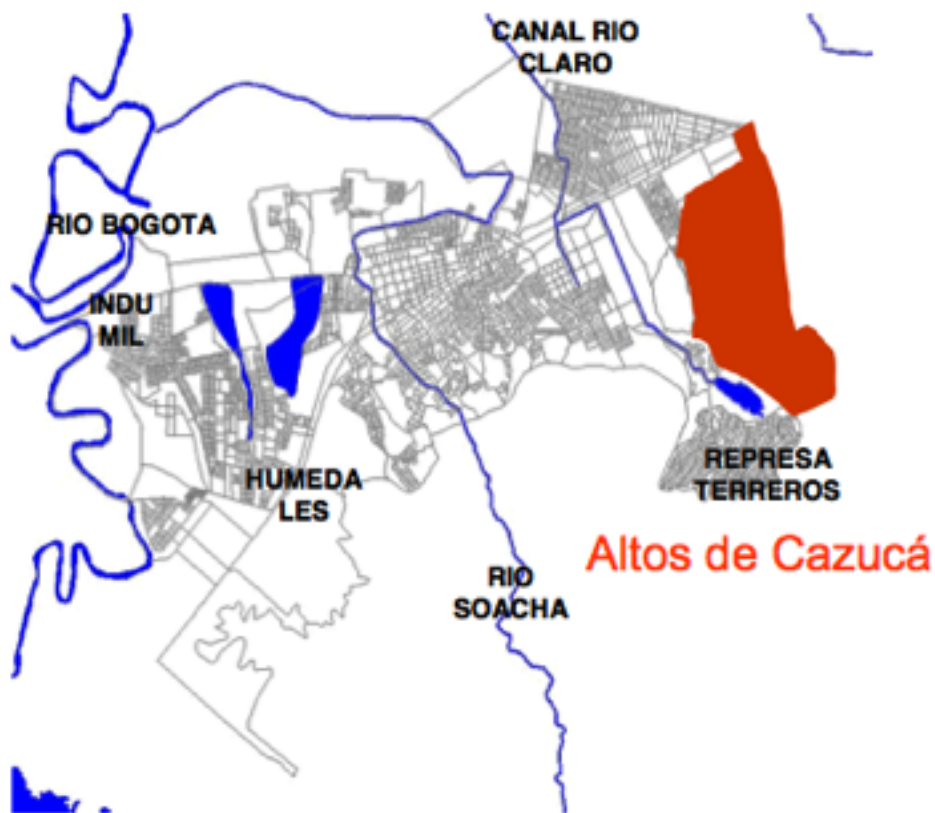 CANAL RIO
CLARO
RIO BOGOTA
INDU
MIL
HUMEDA
LES
REPRESA
TERREROS
Altos de Cazucá
RIO
SOACHA